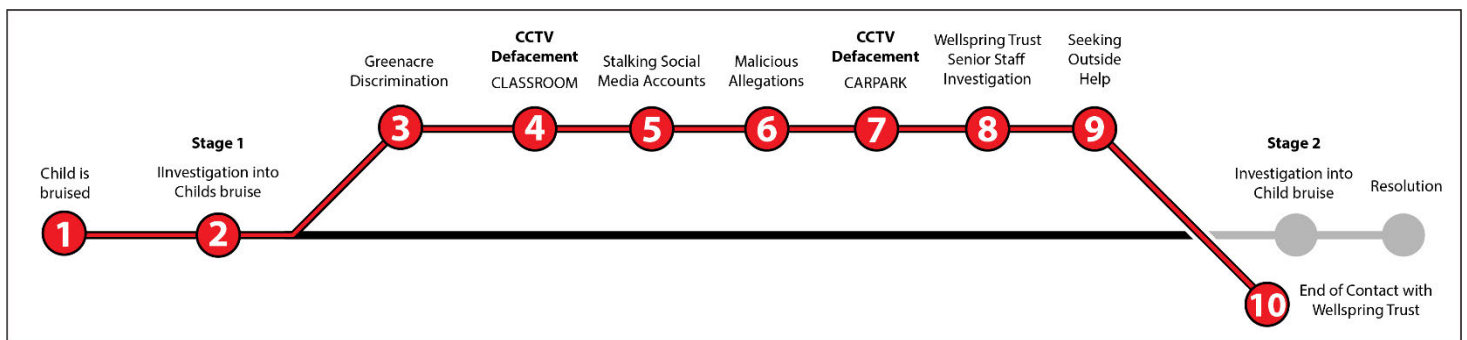 Child is
bruised
1
Stage 1
IInvestigation into
Childs bruise
2
Greenacre
Discrimination
3
CCTV
Defacement
CLASSROOM
4
Stalking Social
Media Accounts
5
Malicious
Allegations
6
CCTV
Defacement
CARPARK
7
Wellspring Trust
Senior Staff
Investigation
8
Seeking
Outside
Help
9
Stage 2
Investigation into
Child bruise
Resolution
10
End of Contact with
Wellspring Trust